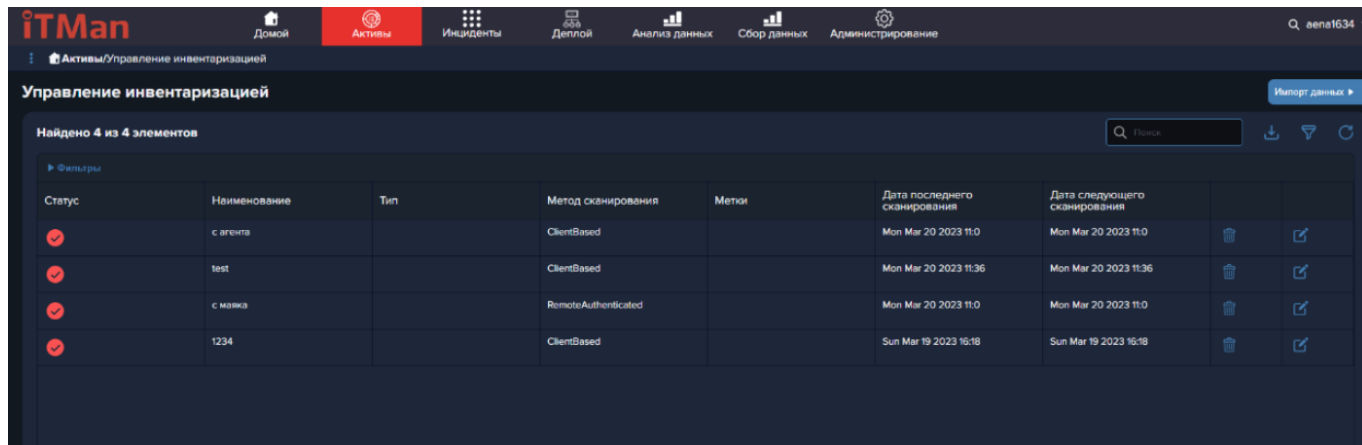 iTMan
Домой Активы Инциденты Деплой Анализ данных Сбор данных Администрирование aena1634
Активы/Управление инвентаризацией
Управление инвентаризацией Импорт данных
Найдено 4 из 4 элементов Поиск
Фильтры
Статус Наименование Тип Метод сканирования Метки Дата последнего сканирования Дата следующего сканирования
с агента ClientBased Mon Mar 20 2023 11:0 Mon Mar 20 2023 11:0
test ClientBased Mon Mar 20 2023 11:36 Mon Mar 20 2023 11:36
с маяка RemoteAuthenticated Mon Mar 20 2023 11:0 Mon Mar 20 2023 11:0
1234 ClientBased Sun Mar 19 2023 16:18 Sun Mar 19 2023 16:18